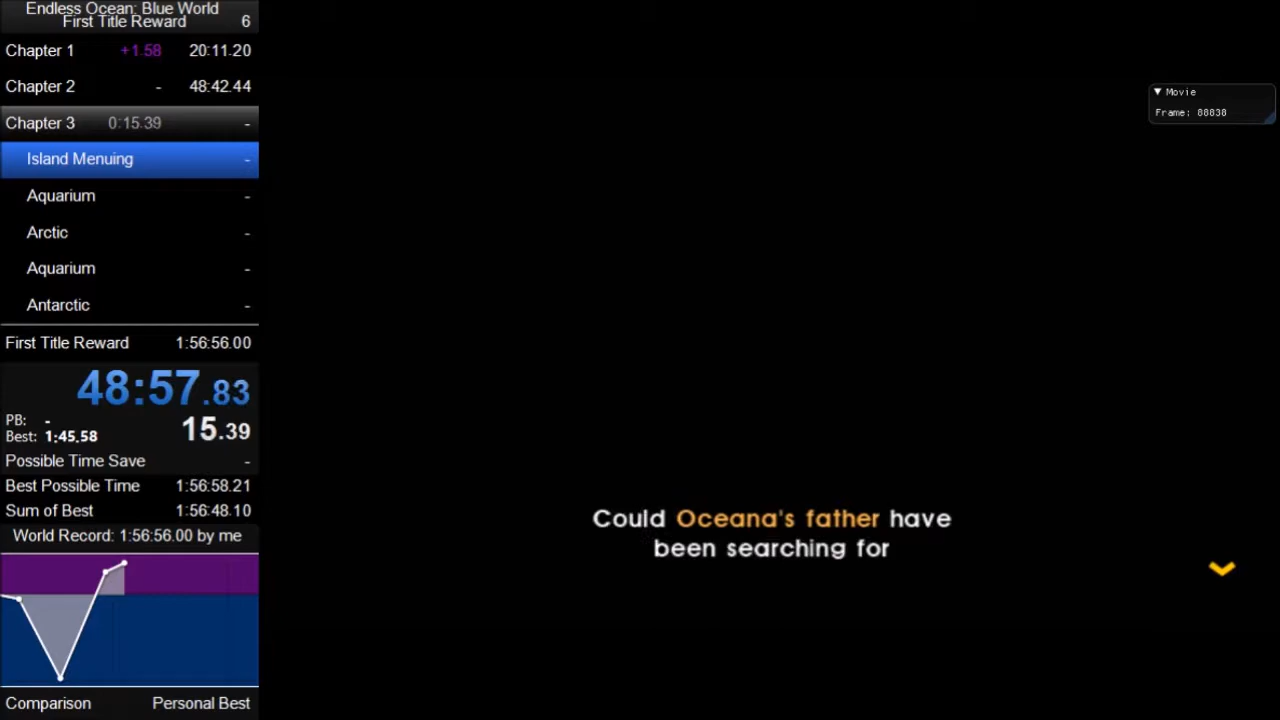 Endless Ocean: Blue World
First Title Reward 6
Chapter 1 +1.58 20:11.20
Chapter 2 - 48:42.44
Chapter 3 0:15.39 -
Island Menuing -
Aquarium -
Arctic -
Aquarium -
Antarctic -
First Title Reward 1:56:56.00
48:57.83
PB: -
15.39
Best: 1:45.58
Possible Time Save -
Best Possible Time 1:56:58.21
Sum of Best 1:56:48.10
World Record: 1:56:56.00 by me
Comparison Personal Best
▼ Movie
Frame: 88838
Could Oceana's father have
been searching for